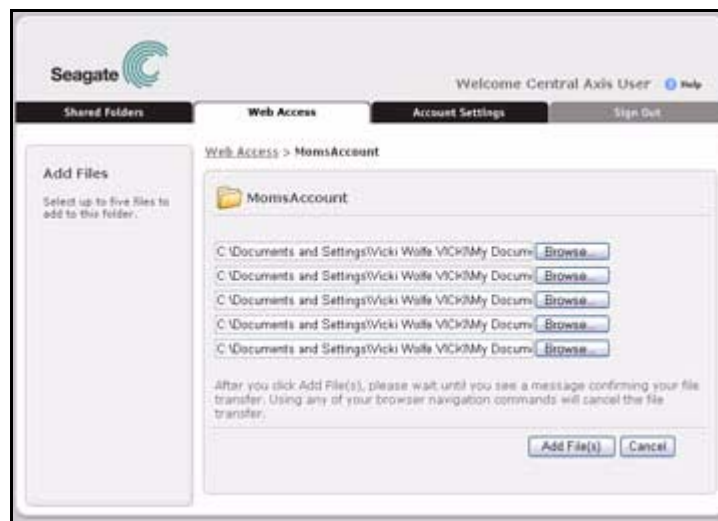 Seagate
Welcome Central Axis User ? Help
Shared Folders Web Access Account Settings Sign Out
Web Access > MomsAccount
Add Files
Select up to five files to
add to this folder.
MomsAccount
C:\Documents and Settings\Vicki Wolfe VICKI\My Docum Browse...
C:\Documents and Settings\Vicki Wolfe VICKI\My Docum Browse...
C:\Documents and Settings\Vicki Wolfe VICKI\My Docum Browse...
C:\Documents and Settings\Vicki Wolfe VICKI\My Docum Browse...
C:\Documents and Settings\Vicki Wolfe VICKI\My Docum Browse...
After you click Add File(s), please wait until you see a message confirming your file
transfer. Using any of your browser navigation commands will cancel the file
transfer.
Add File(s) Cancel